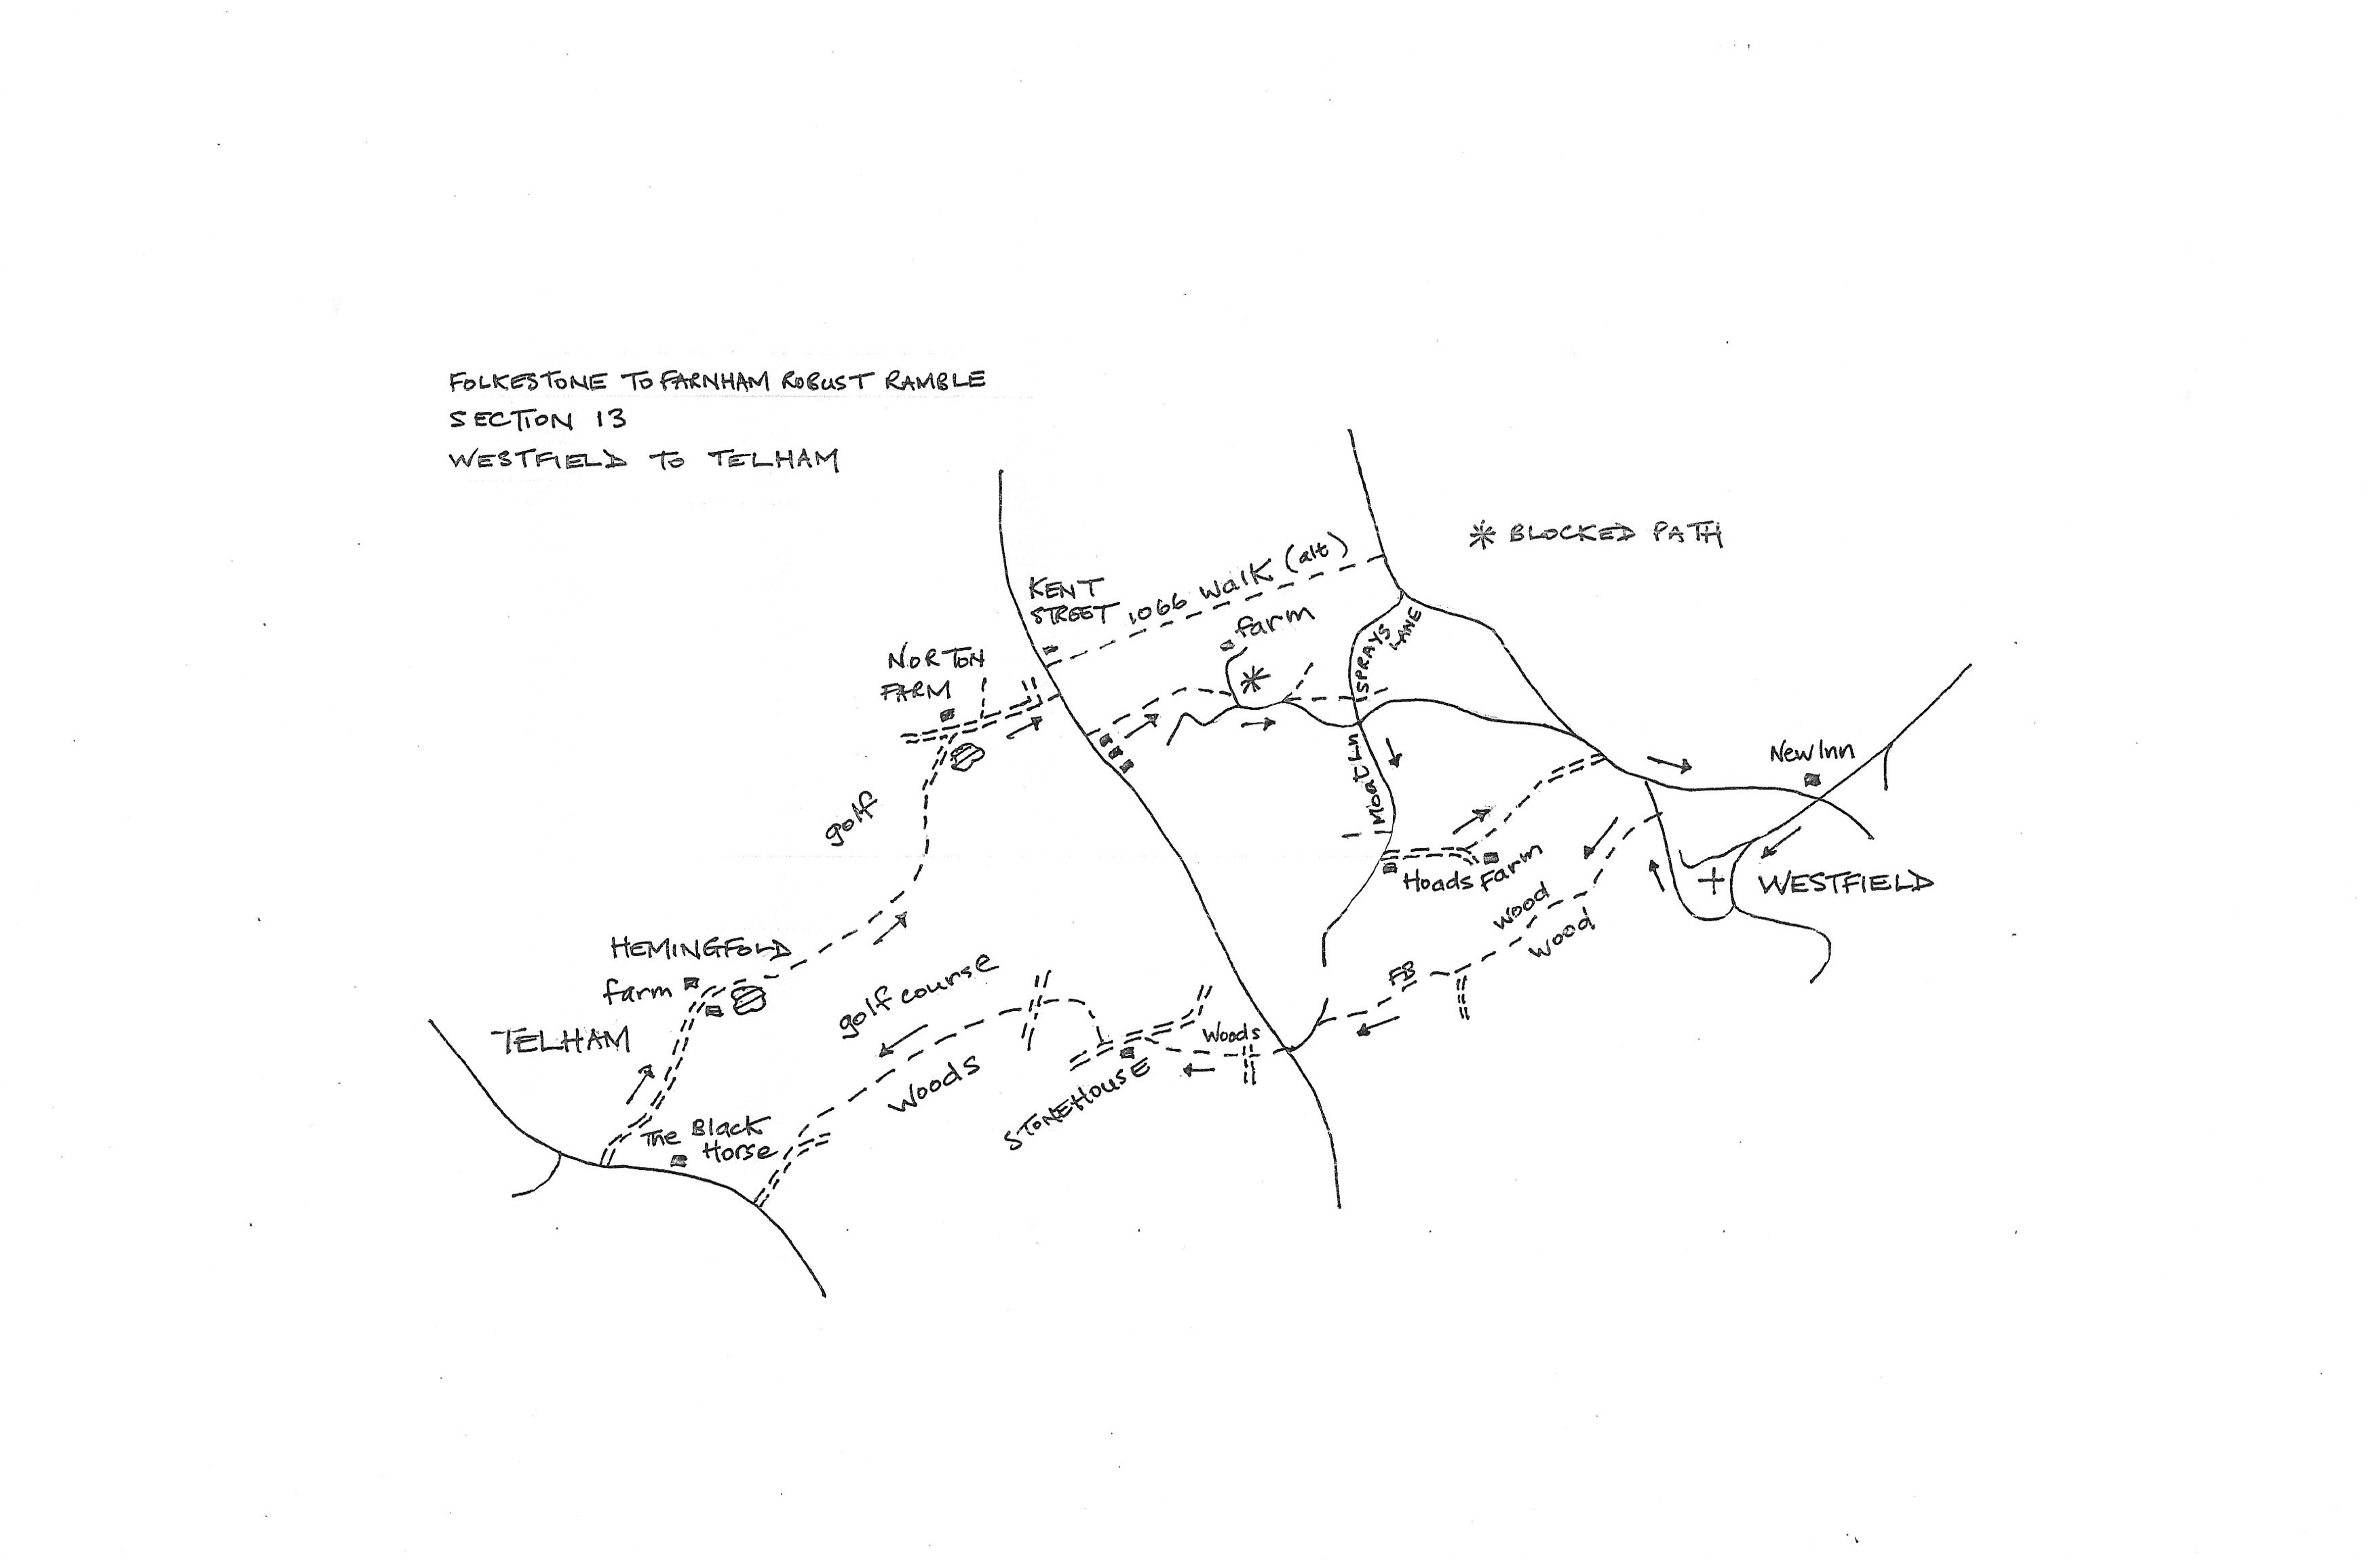 FOLKESTONE TO FARNHAM ROBUST RAMBLE
SECTION 13
WESTFIELD TO TELHAM
* BLOCKED PATH
KENT
STREET
1066 Walk (alt)
farm
*
SPRAYS
LANE
NORTON
FARM
New Inn
Moat Ln
golf
Hoads Farm
WESTFIELD
wood
wood
HEMINGFOLD
farm
golf course
FB
TELHAM
Woods
Woods
STONEHOUSE
The Black
Horse